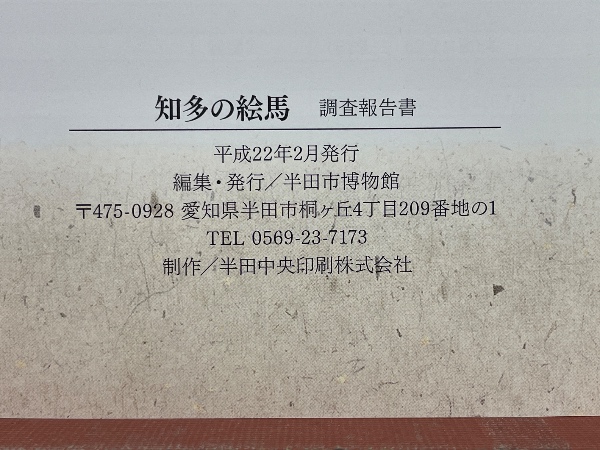 知多の絵馬 調査報告書
平成22年2月発行
編集・発行／半田市博物館
〒475-0928 愛知県半田市桐ヶ丘4丁目209番地の1
TEL 0569-23-7173
制作／半田中央印刷株式会社